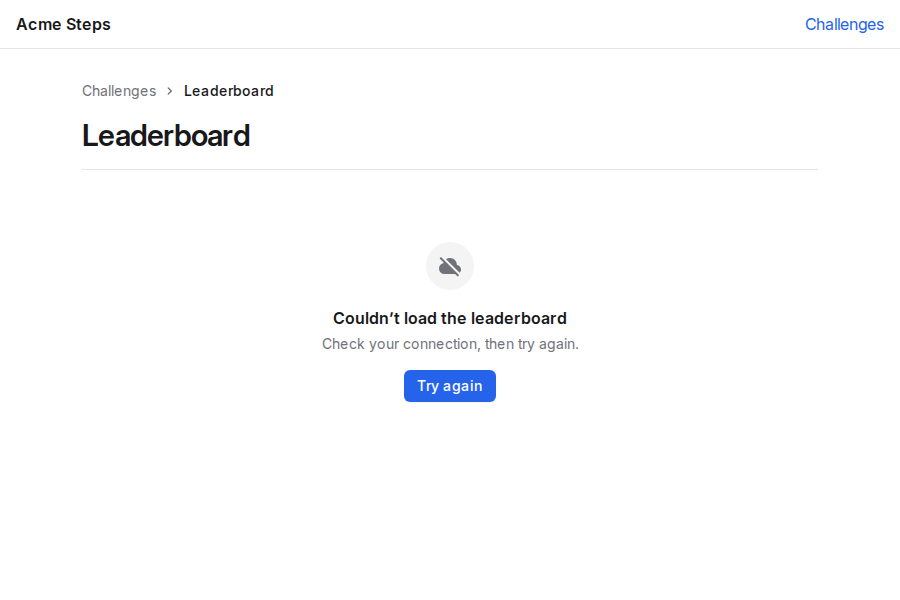 Acme Steps
Challenges
Challenges > Leaderboard
Leaderboard
Couldn’t load the leaderboard
Check your connection, then try again.
Try again